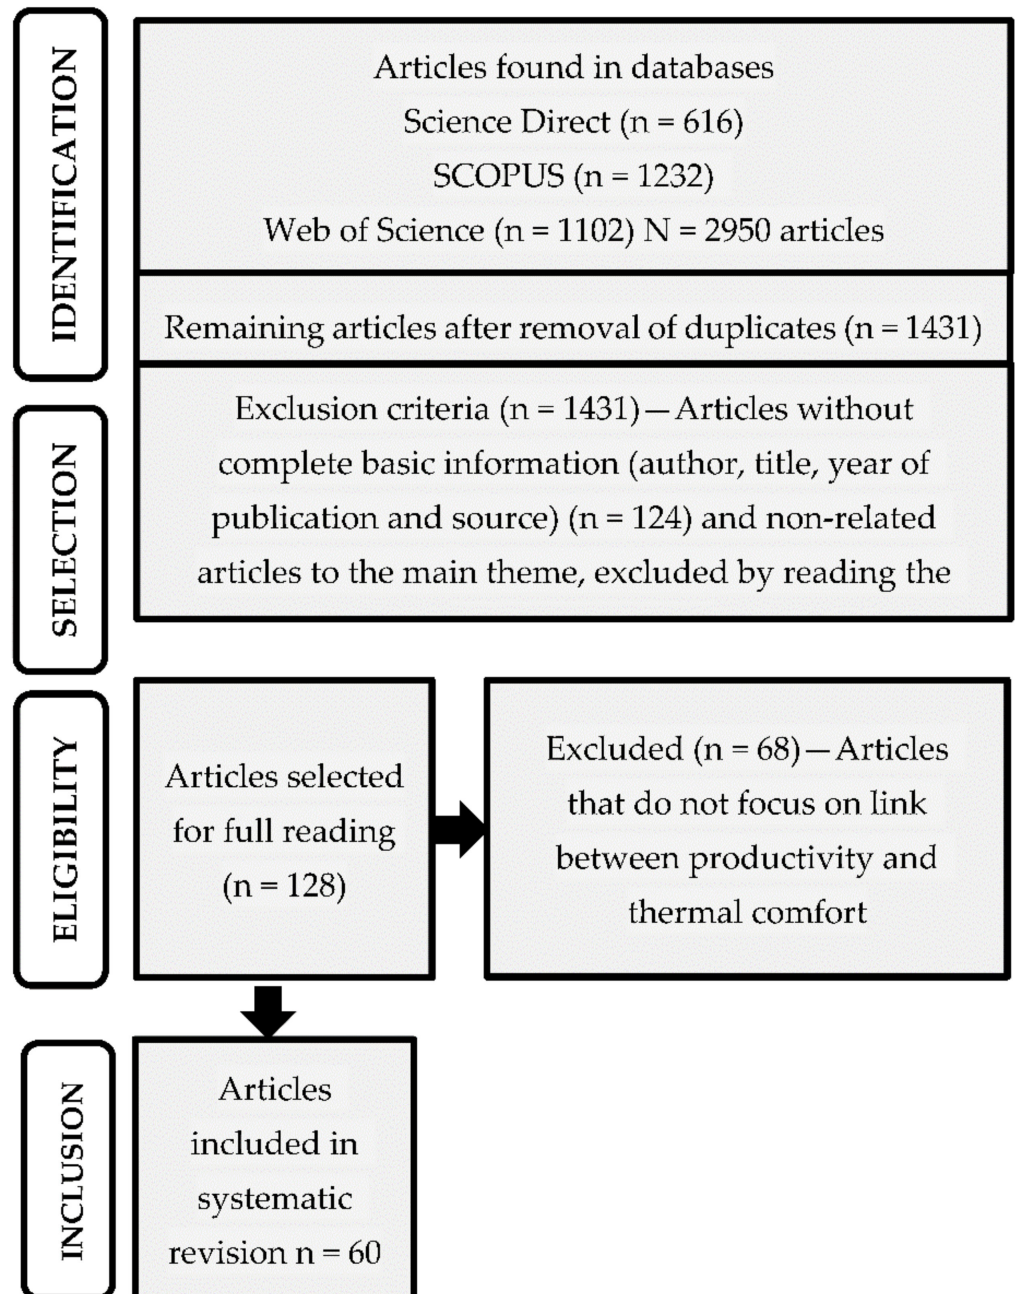 IDENTIFICATION
Articles found in databases
Science Direct (n = 616)
SCOPUS (n = 1232)
Web of Science (n = 1102) N = 2950 articles
Remaining articles after removal of duplicates (n = 1431)
SELECTION
Exclusion criteria (n = 1431)—Articles without
complete basic information (author, title, year of
publication and source) (n = 124) and non-related
articles to the main theme, excluded by reading the
ELIGIBILITY
Articles selected
for full reading
(n = 128)
Excluded (n = 68)—Articles
that do not focus on link
between productivity and
thermal comfort
INCLUSION
Articles
included in
systematic
revision n = 60